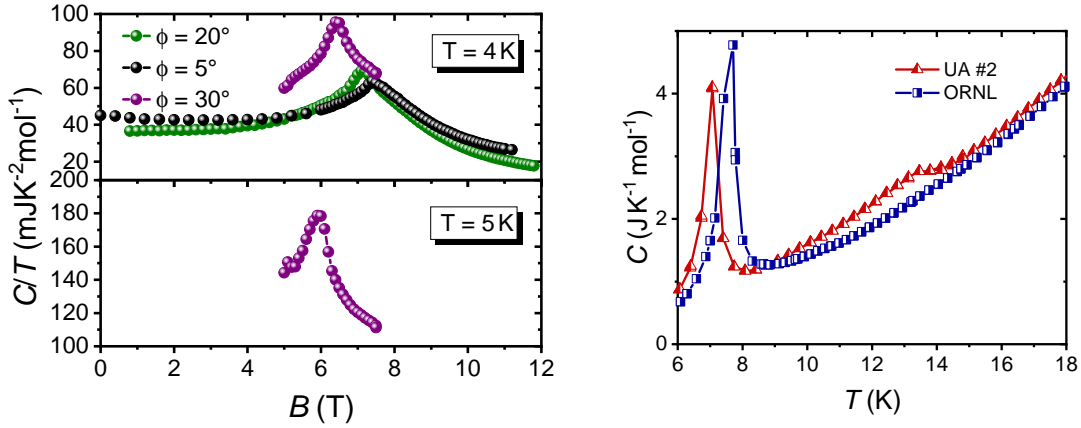 C/T (mJK⁻²mol⁻¹)
100
80
60
40
20
200
180
160
140
120
100
ϕ = 20°
ϕ = 5°
ϕ = 30°
T = 4 K
T = 5 K
0 2 4 6 8 10 12
B (T)
C (JK⁻¹ mol⁻¹)
4
2
0
UA #2
ORNL
6 8 10 12 14 16 18
T (K)